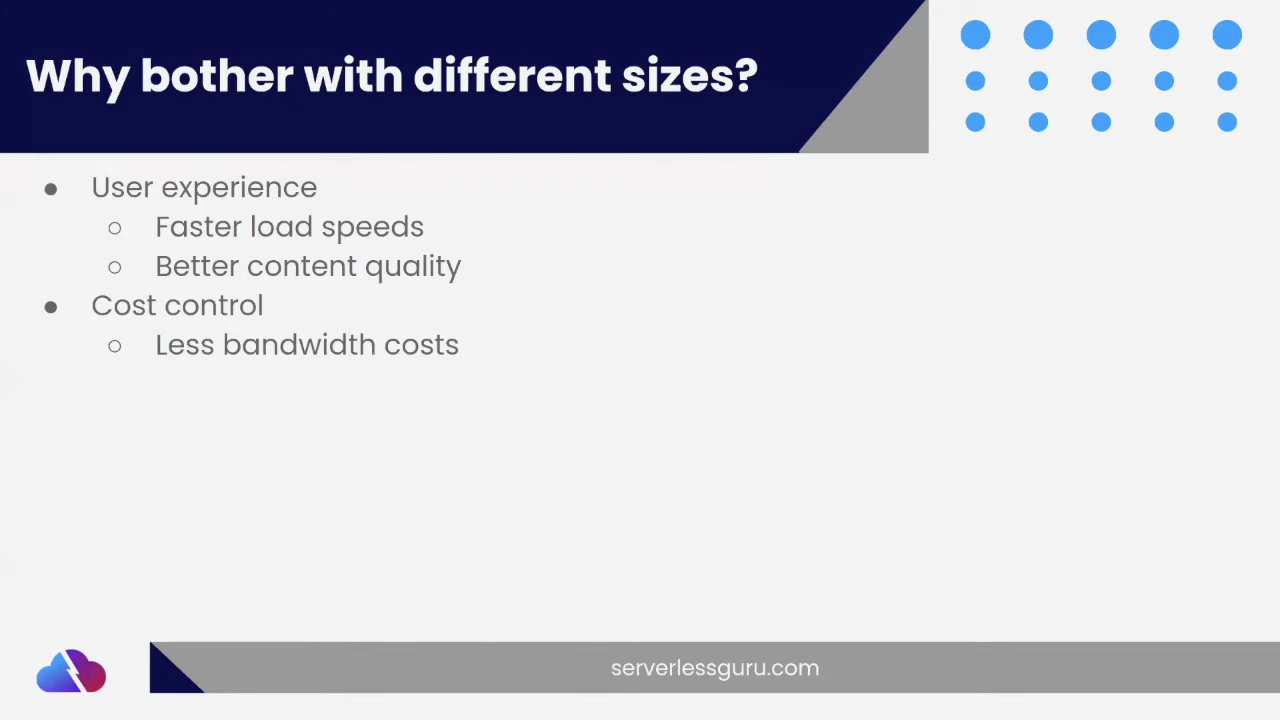 Why bother with different sizes?
● User experience
○ Faster load speeds
○ Better content quality
● Cost control
○ Less bandwidth costs
serverlessguru.com